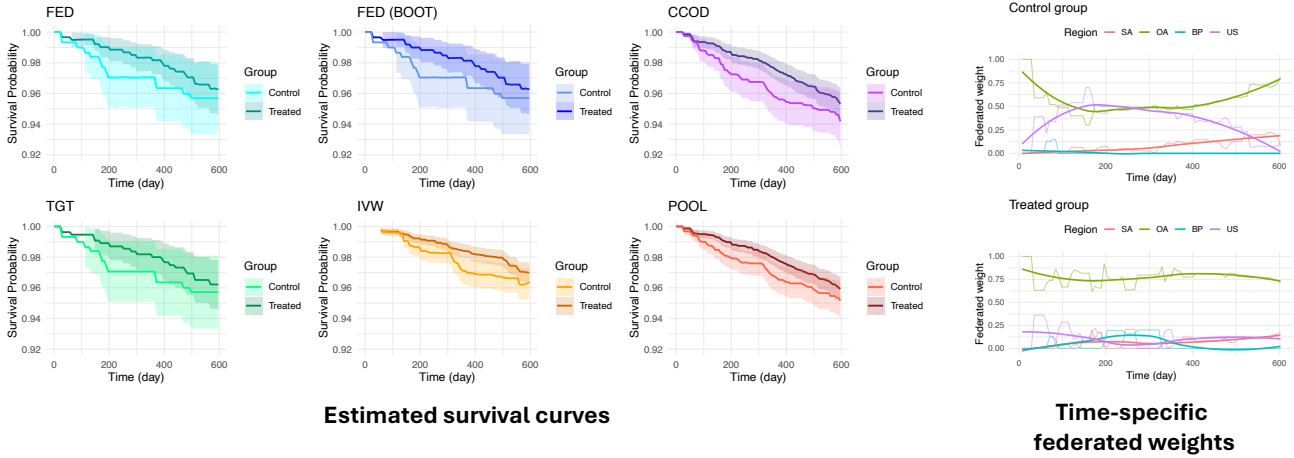 FED
Survival Probability
1.00
0.98
0.96
0.94
0.92
0 200 400 600
Time (day)
Group
Control
Treated
FED (BOOT)
Survival Probability
1.00
0.98
0.96
0.94
0.92
0 200 400 600
Time (day)
Group
Control
Treated
CCOD
Survival Probability
1.00
0.98
0.96
0.94
0.92
0 200 400 600
Time (day)
Group
Control
Treated
TGT
Survival Probability
1.00
0.98
0.96
0.94
0.92
0 200 400 600
Time (day)
Group
Control
Treated
IVW
Survival Probability
1.00
0.98
0.96
0.94
0.92
0 200 400 600
Time (day)
Group
Control
Treated
POOL
Survival Probability
1.00
0.98
0.96
0.94
0.92
0 200 400 600
Time (day)
Group
Control
Treated
Estimated survival curves
Control group
Region SA OA BP US
Federated weight
1.00
0.75
0.50
0.25
0.00
0 200 400 600
Time (day)
Treated group
Region SA OA BP US
Federated weight
1.00
0.75
0.50
0.25
0.00
0 200 400 600
Time (day)
Time-specific
federated weights